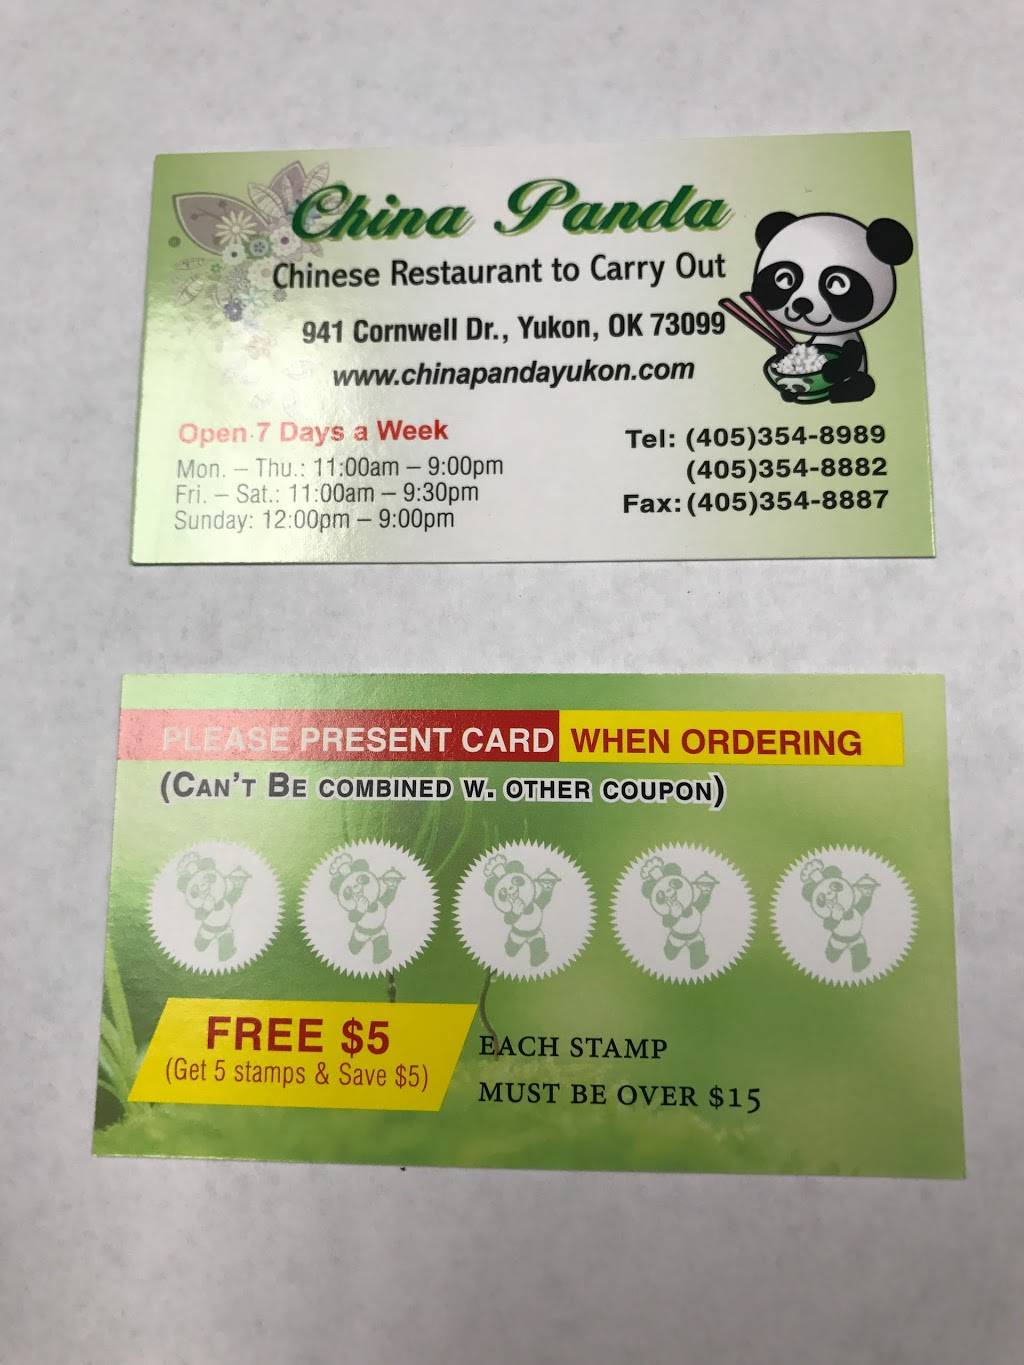 China Panda
Chinese Restaurant to Carry Out
941 Cornwell Dr., Yukon, OK 73099
www.chinapandayukon.com
Open 7 Days a Week
Mon. – Thu.: 11:00am – 9:00pm
Fri. – Sat.: 11:00am – 9:30pm
Sunday: 12:00pm – 9:00pm
Tel: (405)354-8989
(405)354-8882
Fax: (405)354-8887
PLEASE PRESENT CARD WHEN ORDERING
(CAN'T BE COMBINED W. OTHER COUPON)
FREE $5
(Get 5 stamps & Save $5)
EACH STAMP
MUST BE OVER $15